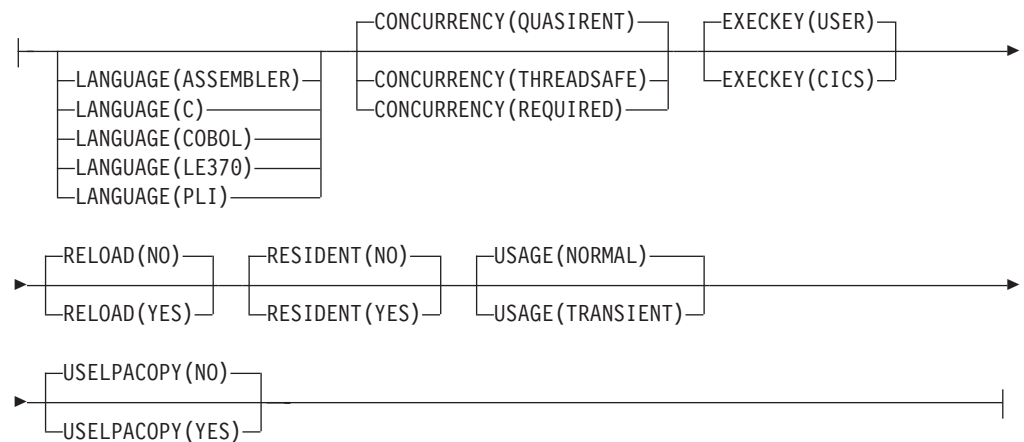 CONCURRENCY(QUASIRENT) EXECKEY(USER)
LANGUAGE(ASSEMBLER) CONCURRENCY(THREADSAFE) EXECKEY(CICS)
LANGUAGE(C) CONCURRENCY(REQUIRED)
LANGUAGE(COBOL)
LANGUAGE(LE370)
LANGUAGE(PLI)
RELOAD(NO) RESIDENT(NO) USAGE(NORMAL)
RELOAD(YES) RESIDENT(YES) USAGE(TRANSIENT)
USELPACOPY(NO)
USELPACOPY(YES)